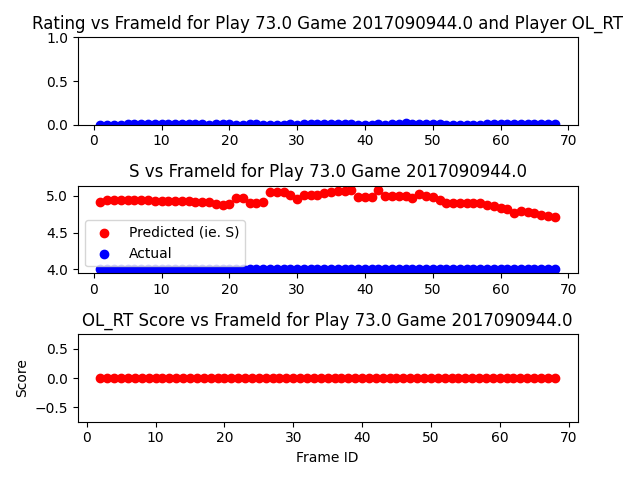 Rating vs FrameId for Play 73.0 Game 2017090944.0 and Player OL_RT
1.0
0.5
0.0
0 10 20 30 40 50 60 70
S vs FrameId for Play 73.0 Game 2017090944.0
5.0
4.5
4.0
Predicted (ie. S)
Actual
0 10 20 30 40 50 60 70
OL_RT Score vs FrameId for Play 73.0 Game 2017090944.0
Score
0.5
0.0
−0.5
0 10 20 30 40 50 60 70
Frame ID